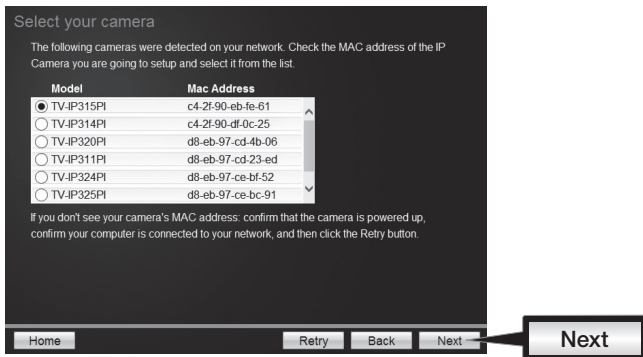 Select your camera
The following cameras were detected on your network. Check the MAC address of the IP
Camera you are going to setup and select it from the list.
Model Mac Address
TV-IP315PI c4-2f-90-eb-fe-61
TV-IP314PI c4-2f-90-df-0c-25
TV-IP320PI d8-eb-97-cd-4b-06
TV-IP311PI d8-eb-97-cd-23-ed
TV-IP324PI d8-eb-97-ce-bf-52
TV-IP325PI d8-eb-97-ce-bc-91
If you don't see your camera's MAC address: confirm that the camera is powered up,
confirm your computer is connected to your network, and then click the Retry button.
Home Retry Back Next
Next